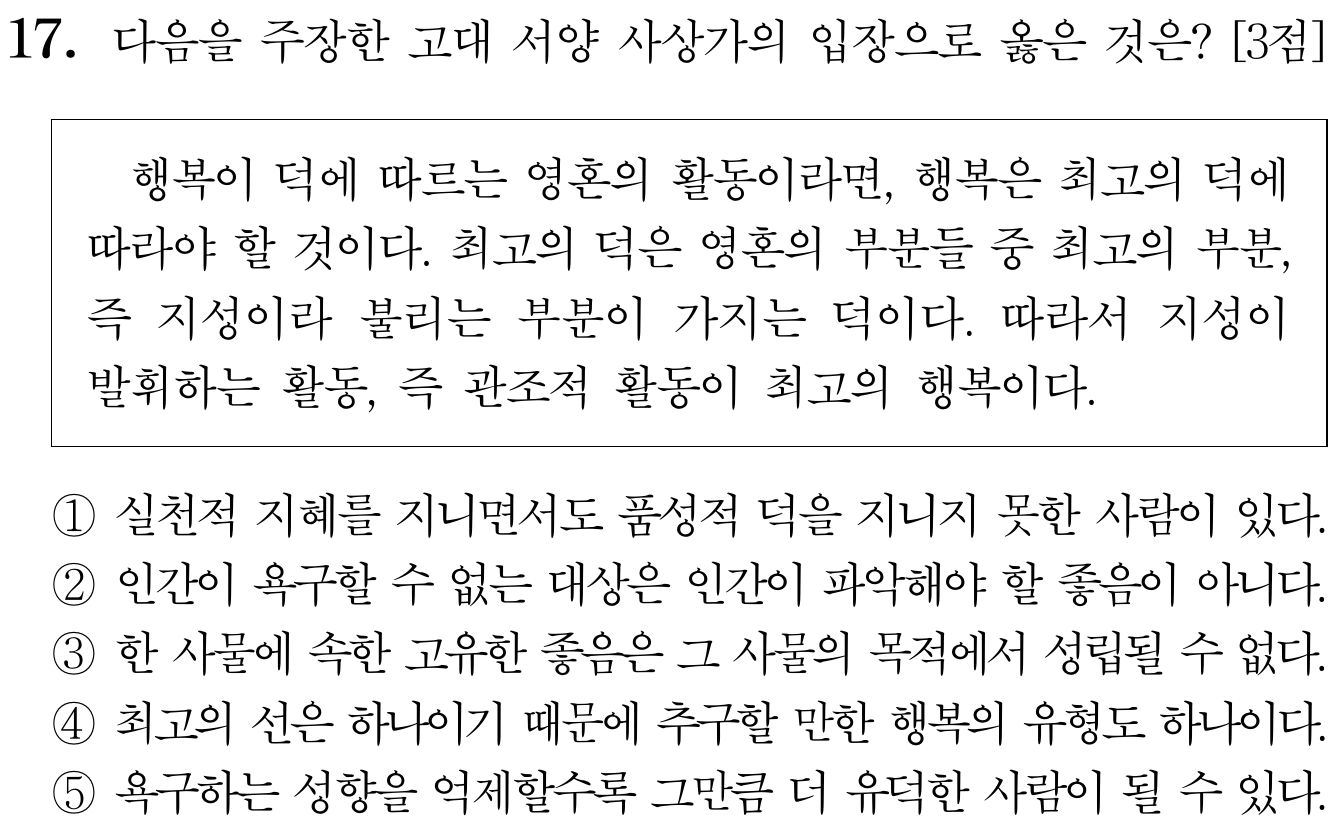 17. 다음을 주장한 고대 서양 사상가의 입장으로 옳은 것은? [3점]
행복이 덕에 따르는 영혼의 활동이라면, 행복은 최고의 덕에
따라야 할 것이다. 최고의 덕은 영혼의 부분들 중 최고의 부분,
즉 지성이라 불리는 부분이 가지는 덕이다. 따라서 지성이
발휘하는 활동, 즉 관조적 활동이 최고의 행복이다.
① 실천적 지혜를 지니면서도 품성적 덕을 지니지 못한 사람이 있다.
② 인간이 욕구할 수 없는 대상은 인간이 파악해야 할 좋음이 아니다.
③ 한 사물에 속한 고유한 좋음은 그 사물의 목적에서 성립될 수 없다.
④ 최고의 선은 하나이기 때문에 추구할 만한 행복의 유형도 하나이다.
⑤ 욕구하는 성향을 억제할수록 그만큼 더 유덕한 사람이 될 수 있다.